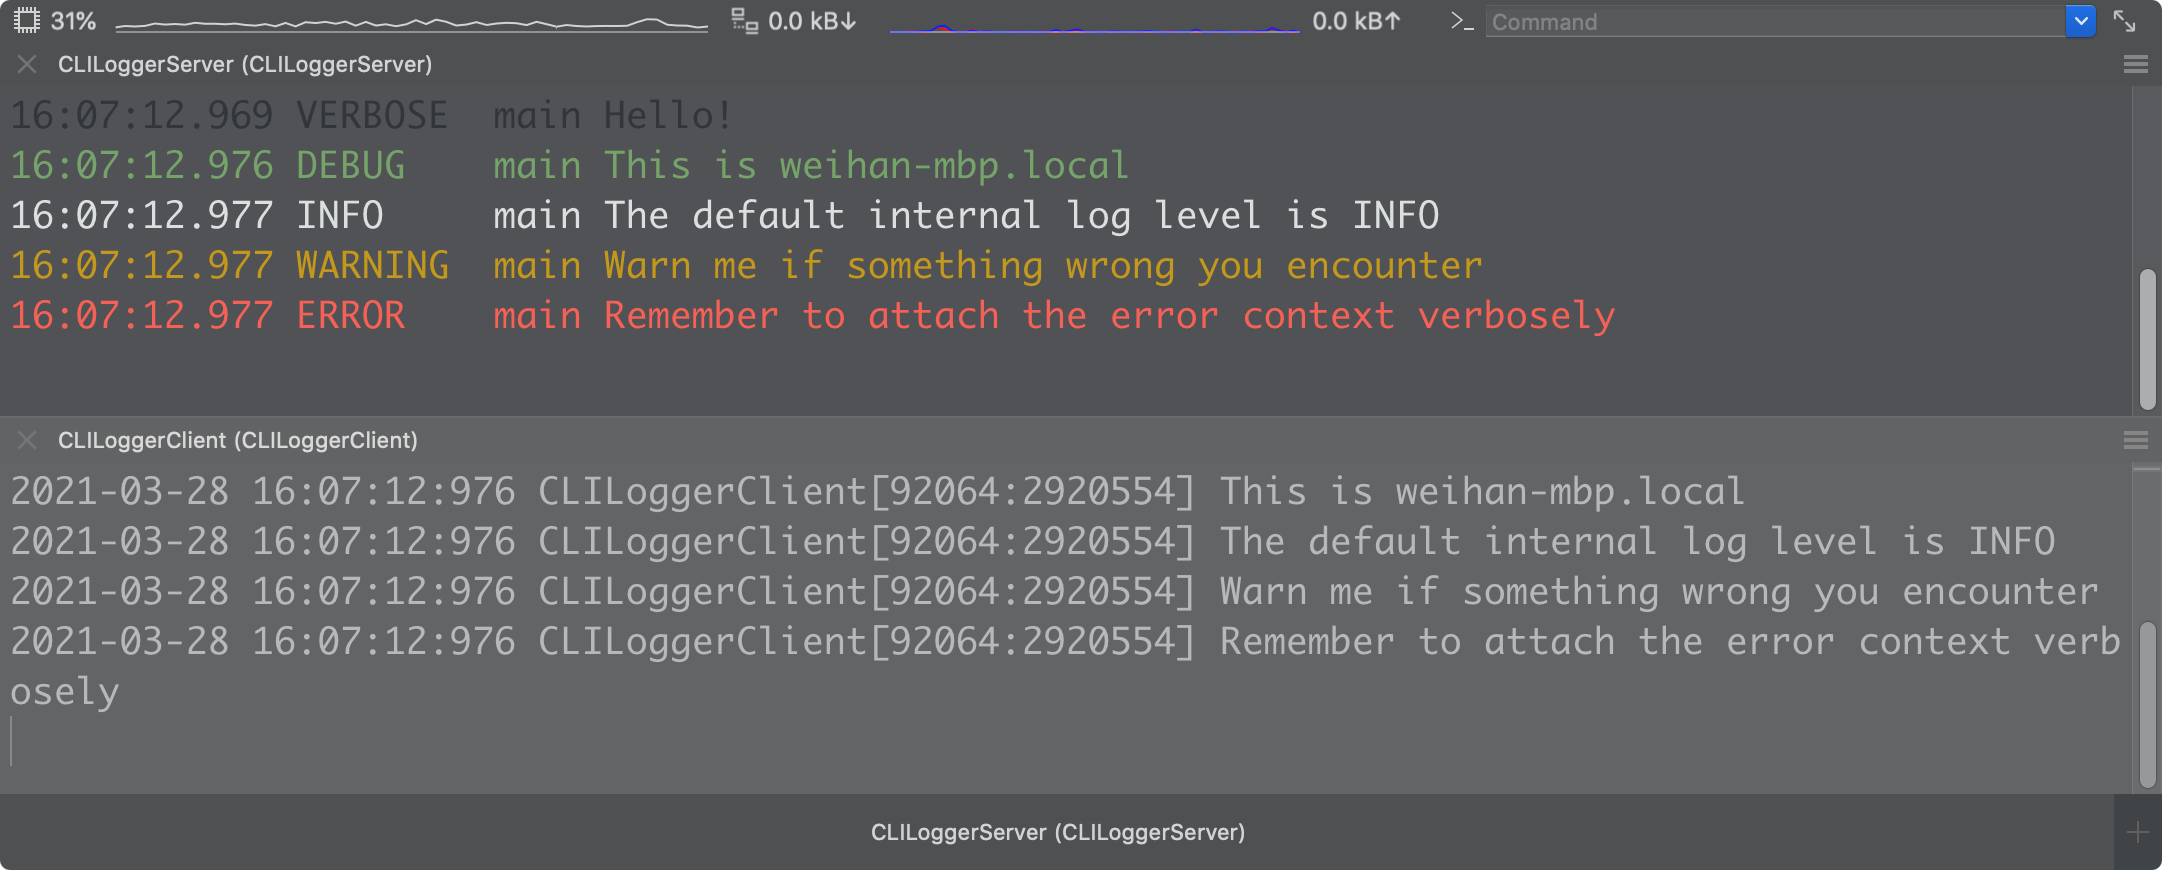 31% 0.0 kB↓ 0.0 kB↑ >_ Command
CLILoggerServer (CLILoggerServer)
16:07:12.969 VERBOSE main Hello!
16:07:12.976 DEBUG main This is weihan-mbp.local
16:07:12.977 INFO main The default internal log level is INFO
16:07:12.977 WARNING main Warn me if something wrong you encounter
16:07:12.977 ERROR main Remember to attach the error context verbosely
CLILoggerClient (CLILoggerClient)
2021-03-28 16:07:12:976 CLILoggerClient[92064:2920554] This is weihan-mbp.local
2021-03-28 16:07:12:976 CLILoggerClient[92064:2920554] The default internal log level is INFO
2021-03-28 16:07:12:976 CLILoggerClient[92064:2920554] Warn me if something wrong you encounter
2021-03-28 16:07:12:976 CLILoggerClient[92064:2920554] Remember to attach the error context verb
osely
CLILoggerServer (CLILoggerServer)